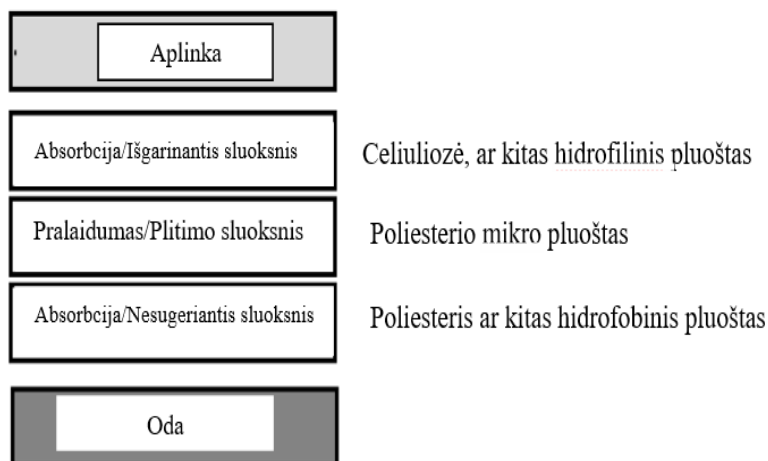 Aplinka
Absorbcija/Išgarinantis sluoksnis
Celiuliozė, ar kitas hidrofilinis pluoštas
Pralaidumas/Plitimo sluoksnis
Poliesterio mikro pluoštas
Absorbcija/Nesugeriantis sluoksnis
Poliesteris ar kitas hidrofobinis pluoštas
Oda